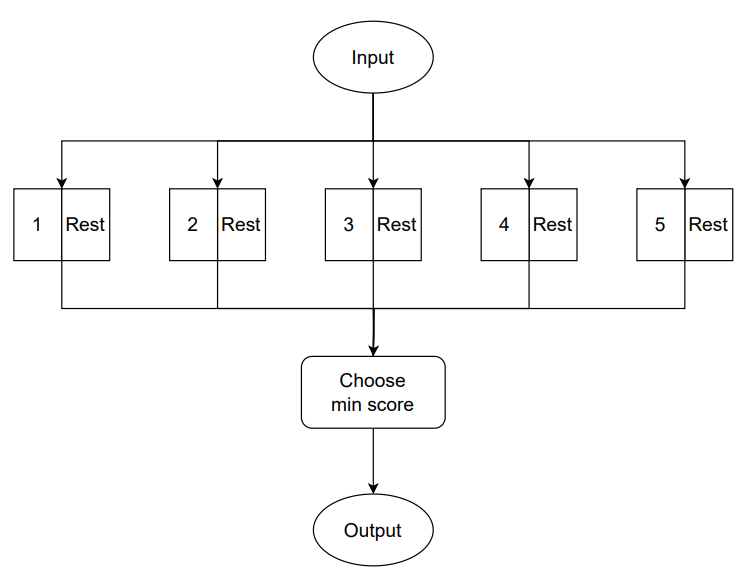 Input
1 Rest
2 Rest
3 Rest
4 Rest
5 Rest
Choose
min score
Output